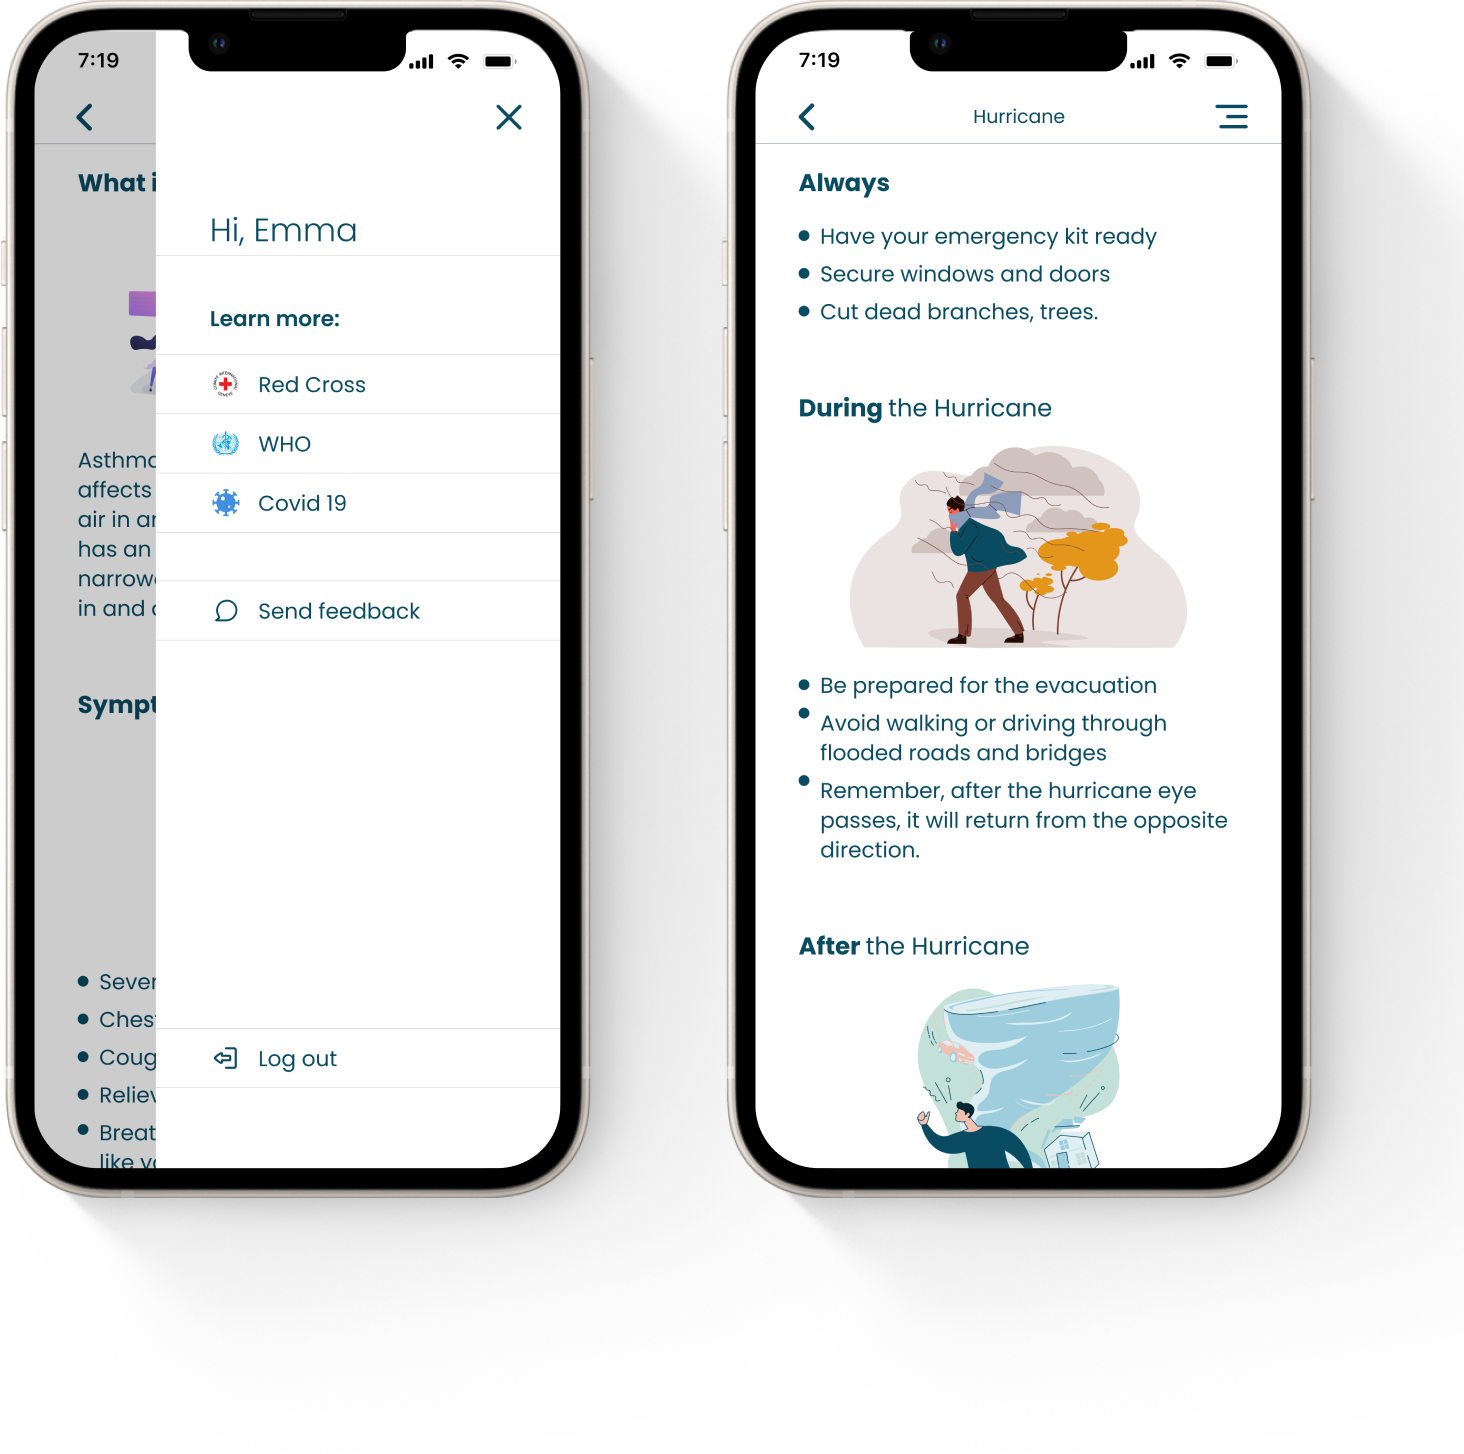 7:19
What i
Hi, Emma
Learn more:
Red Cross
WHO
Covid 19
Send feedback
Log out
Asthma
affects
air in
has an
in and
Sympt
Sever
Ches
Coug
Reliev
Breat
like
7:19
Hurricane
Always
Have your emergency kit ready
Secure windows and doors
Cut dead branches, trees.
During the Hurricane
Be prepared for the evacuation
Avoid walking or driving through
flooded roads and bridges
Remember, after the hurricane eye
passes, it will return from the opposite
direction.
After the Hurricane